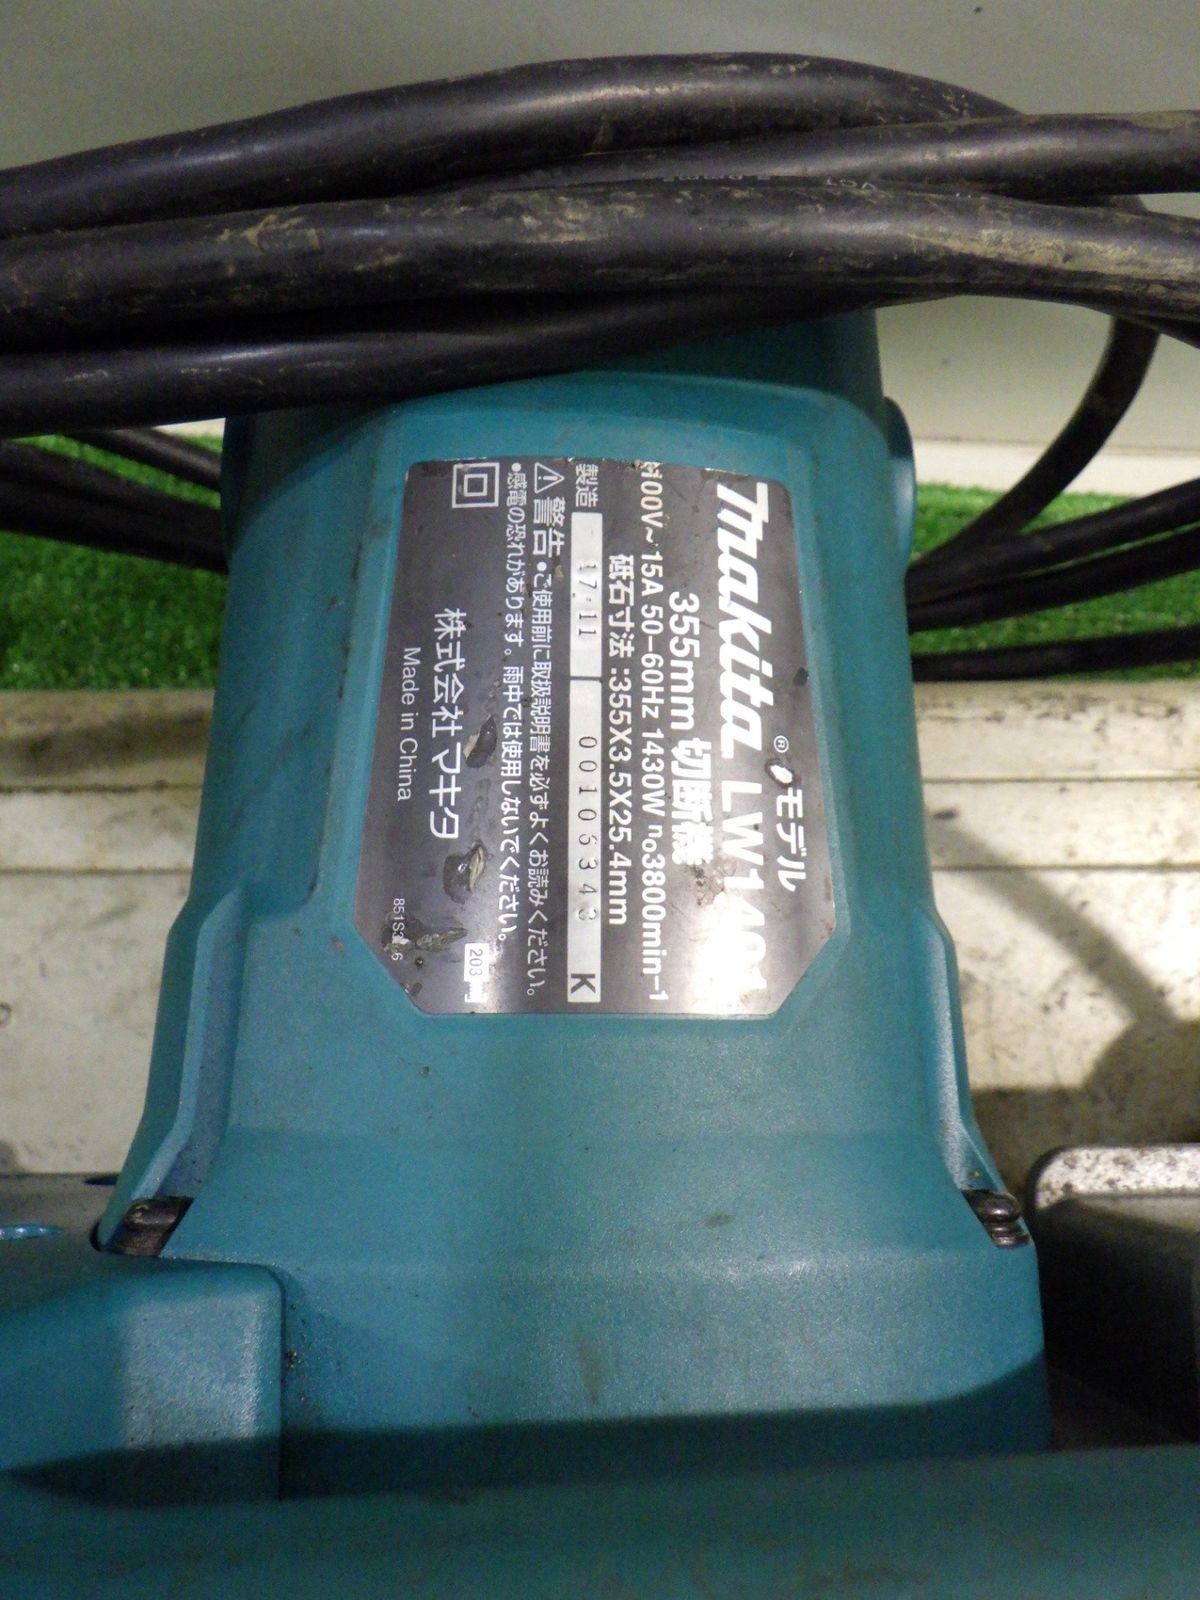 モデル
makita® LW1401
355mm 切断機
100V~ 15A 50-60Hz 1430W n₀3800min⁻¹
砥石寸法:355X3.5X25.4mm
製造 17.11 0010634 K
⚠警告 •ご使用前に取扱説明書を必ずよくお読みください。
•感電の恐れがあります。雨中では使用しないでください。
203
株式会社マキタ
Made in China